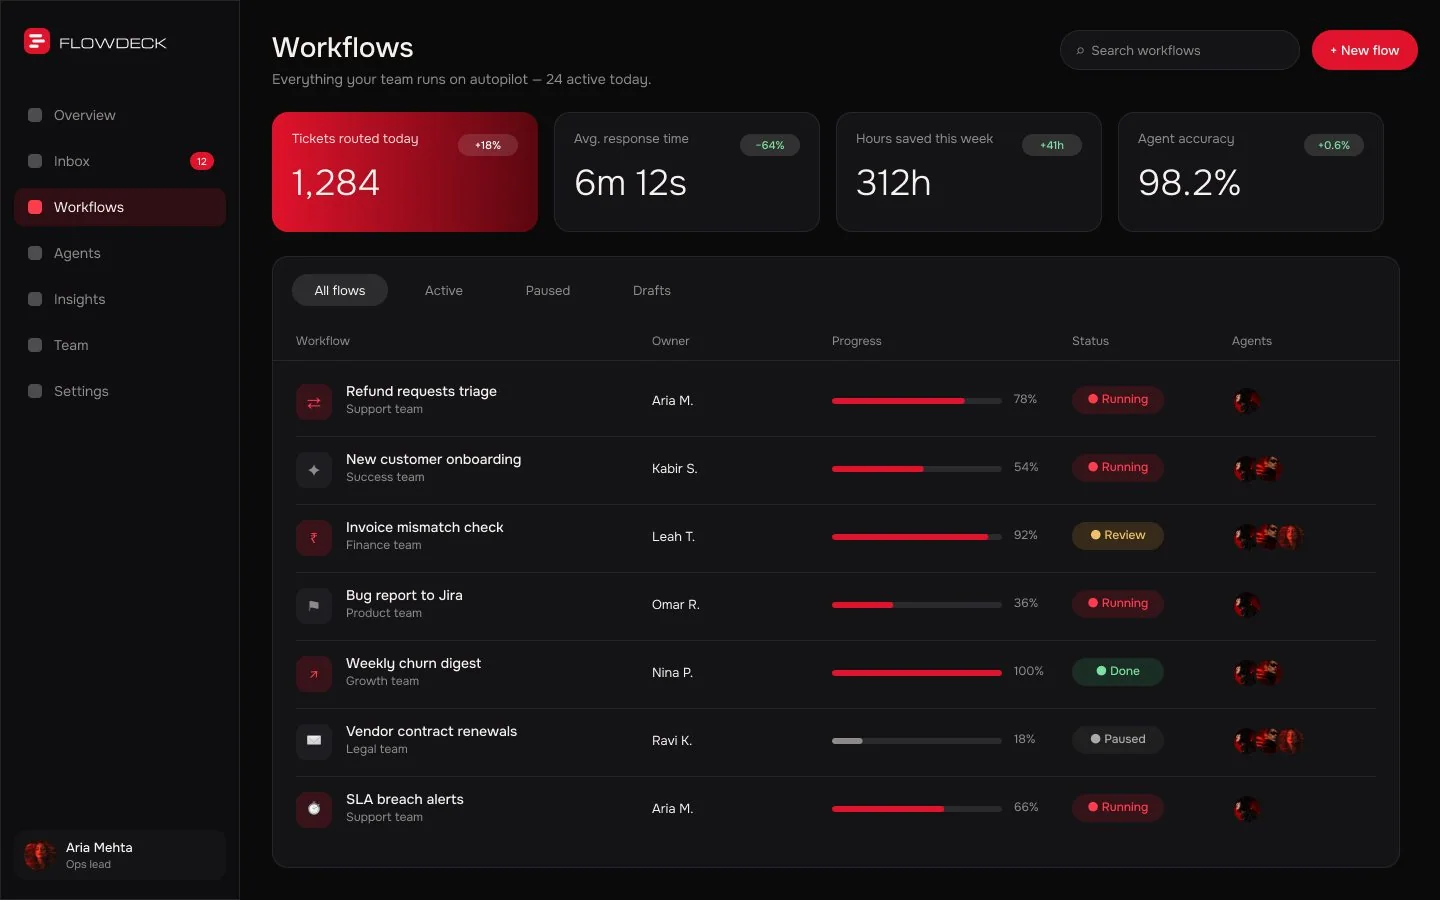 FLOWDECK
Overview
Inbox 12
Workflows
Agents
Insights
Team
Settings
Aria Mehta
Ops lead
Workflows
Everything your team runs on autopilot — 24 active today.
Search workflows
+ New flow
Tickets routed today +18%
1,284
Avg. response time −64%
6m 12s
Hours saved this week +41h
312h
Agent accuracy +0.6%
98.2%
All flows Active Paused Drafts
Workflow Owner Progress Status Agents
Refund requests triage
Support team
Aria M. 78% Running
New customer onboarding
Success team
Kabir S. 54% Running
₹
Invoice mismatch check
Finance team
Leah T. 92% Review
Bug report to Jira
Product team
Omar R. 36% Running
Weekly churn digest
Growth team
Nina P. 100% Done
Vendor contract renewals
Legal team
Ravi K. 18% Paused
SLA breach alerts
Support team
Aria M. 66% Running